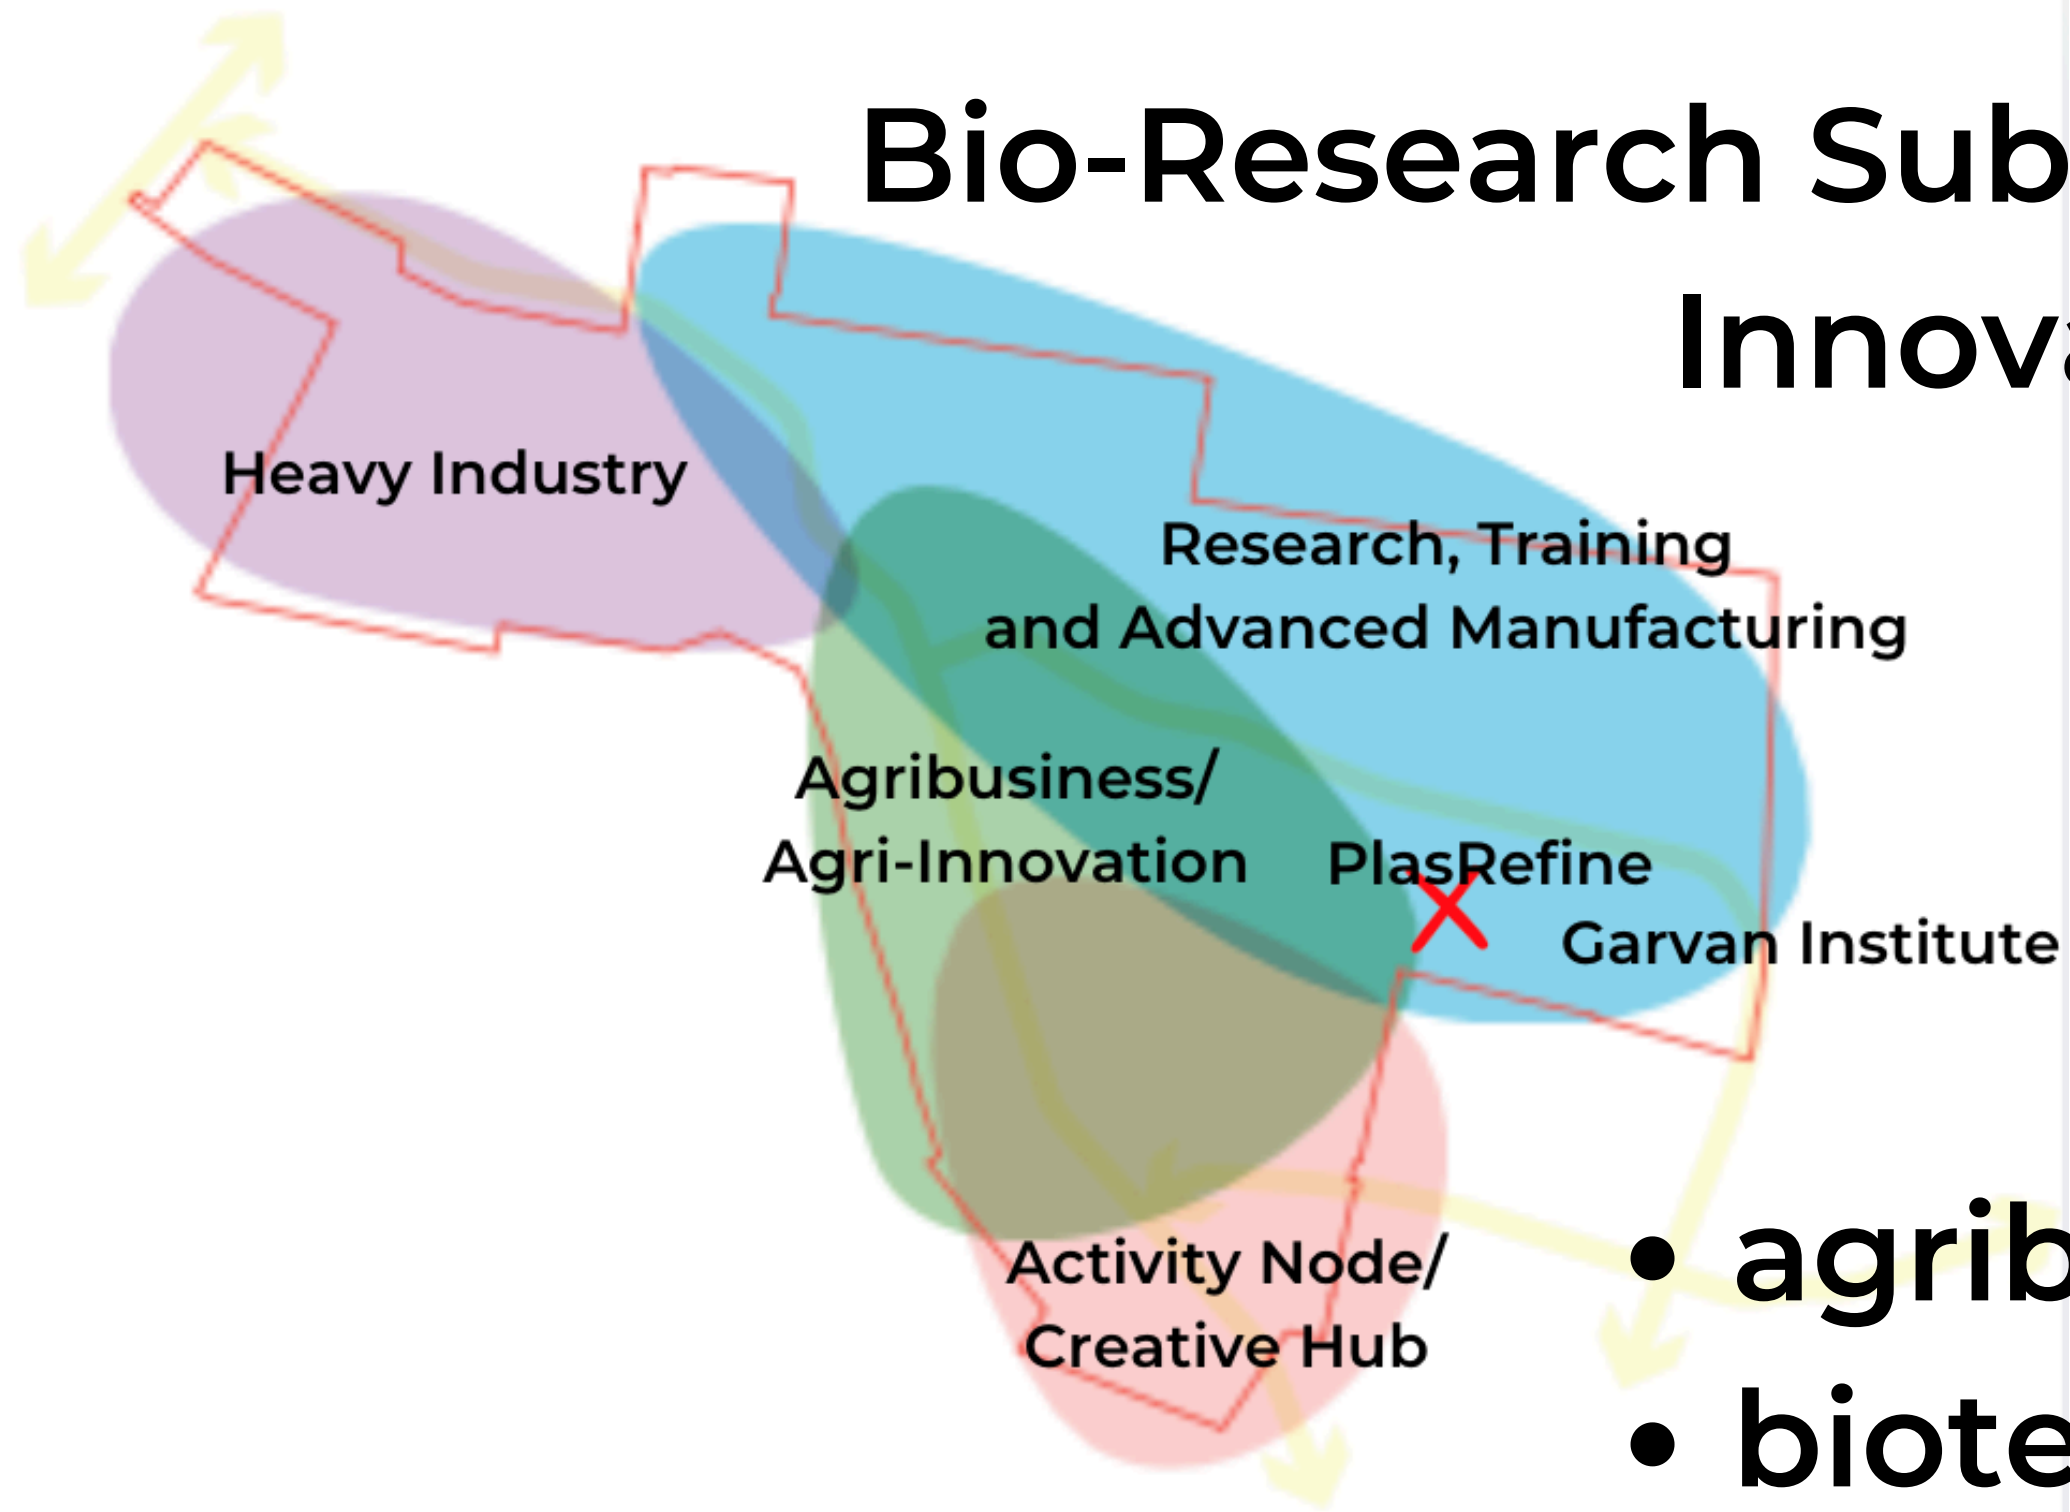 Bio-Research Sub
Innov
Heavy Industry
Research, Training
and Advanced Manufacturing
Agribusiness/
Agri-Innovation
PlasRefine
Garvan Institute
Activity Node/
Creative Hub
• agrib
• biote